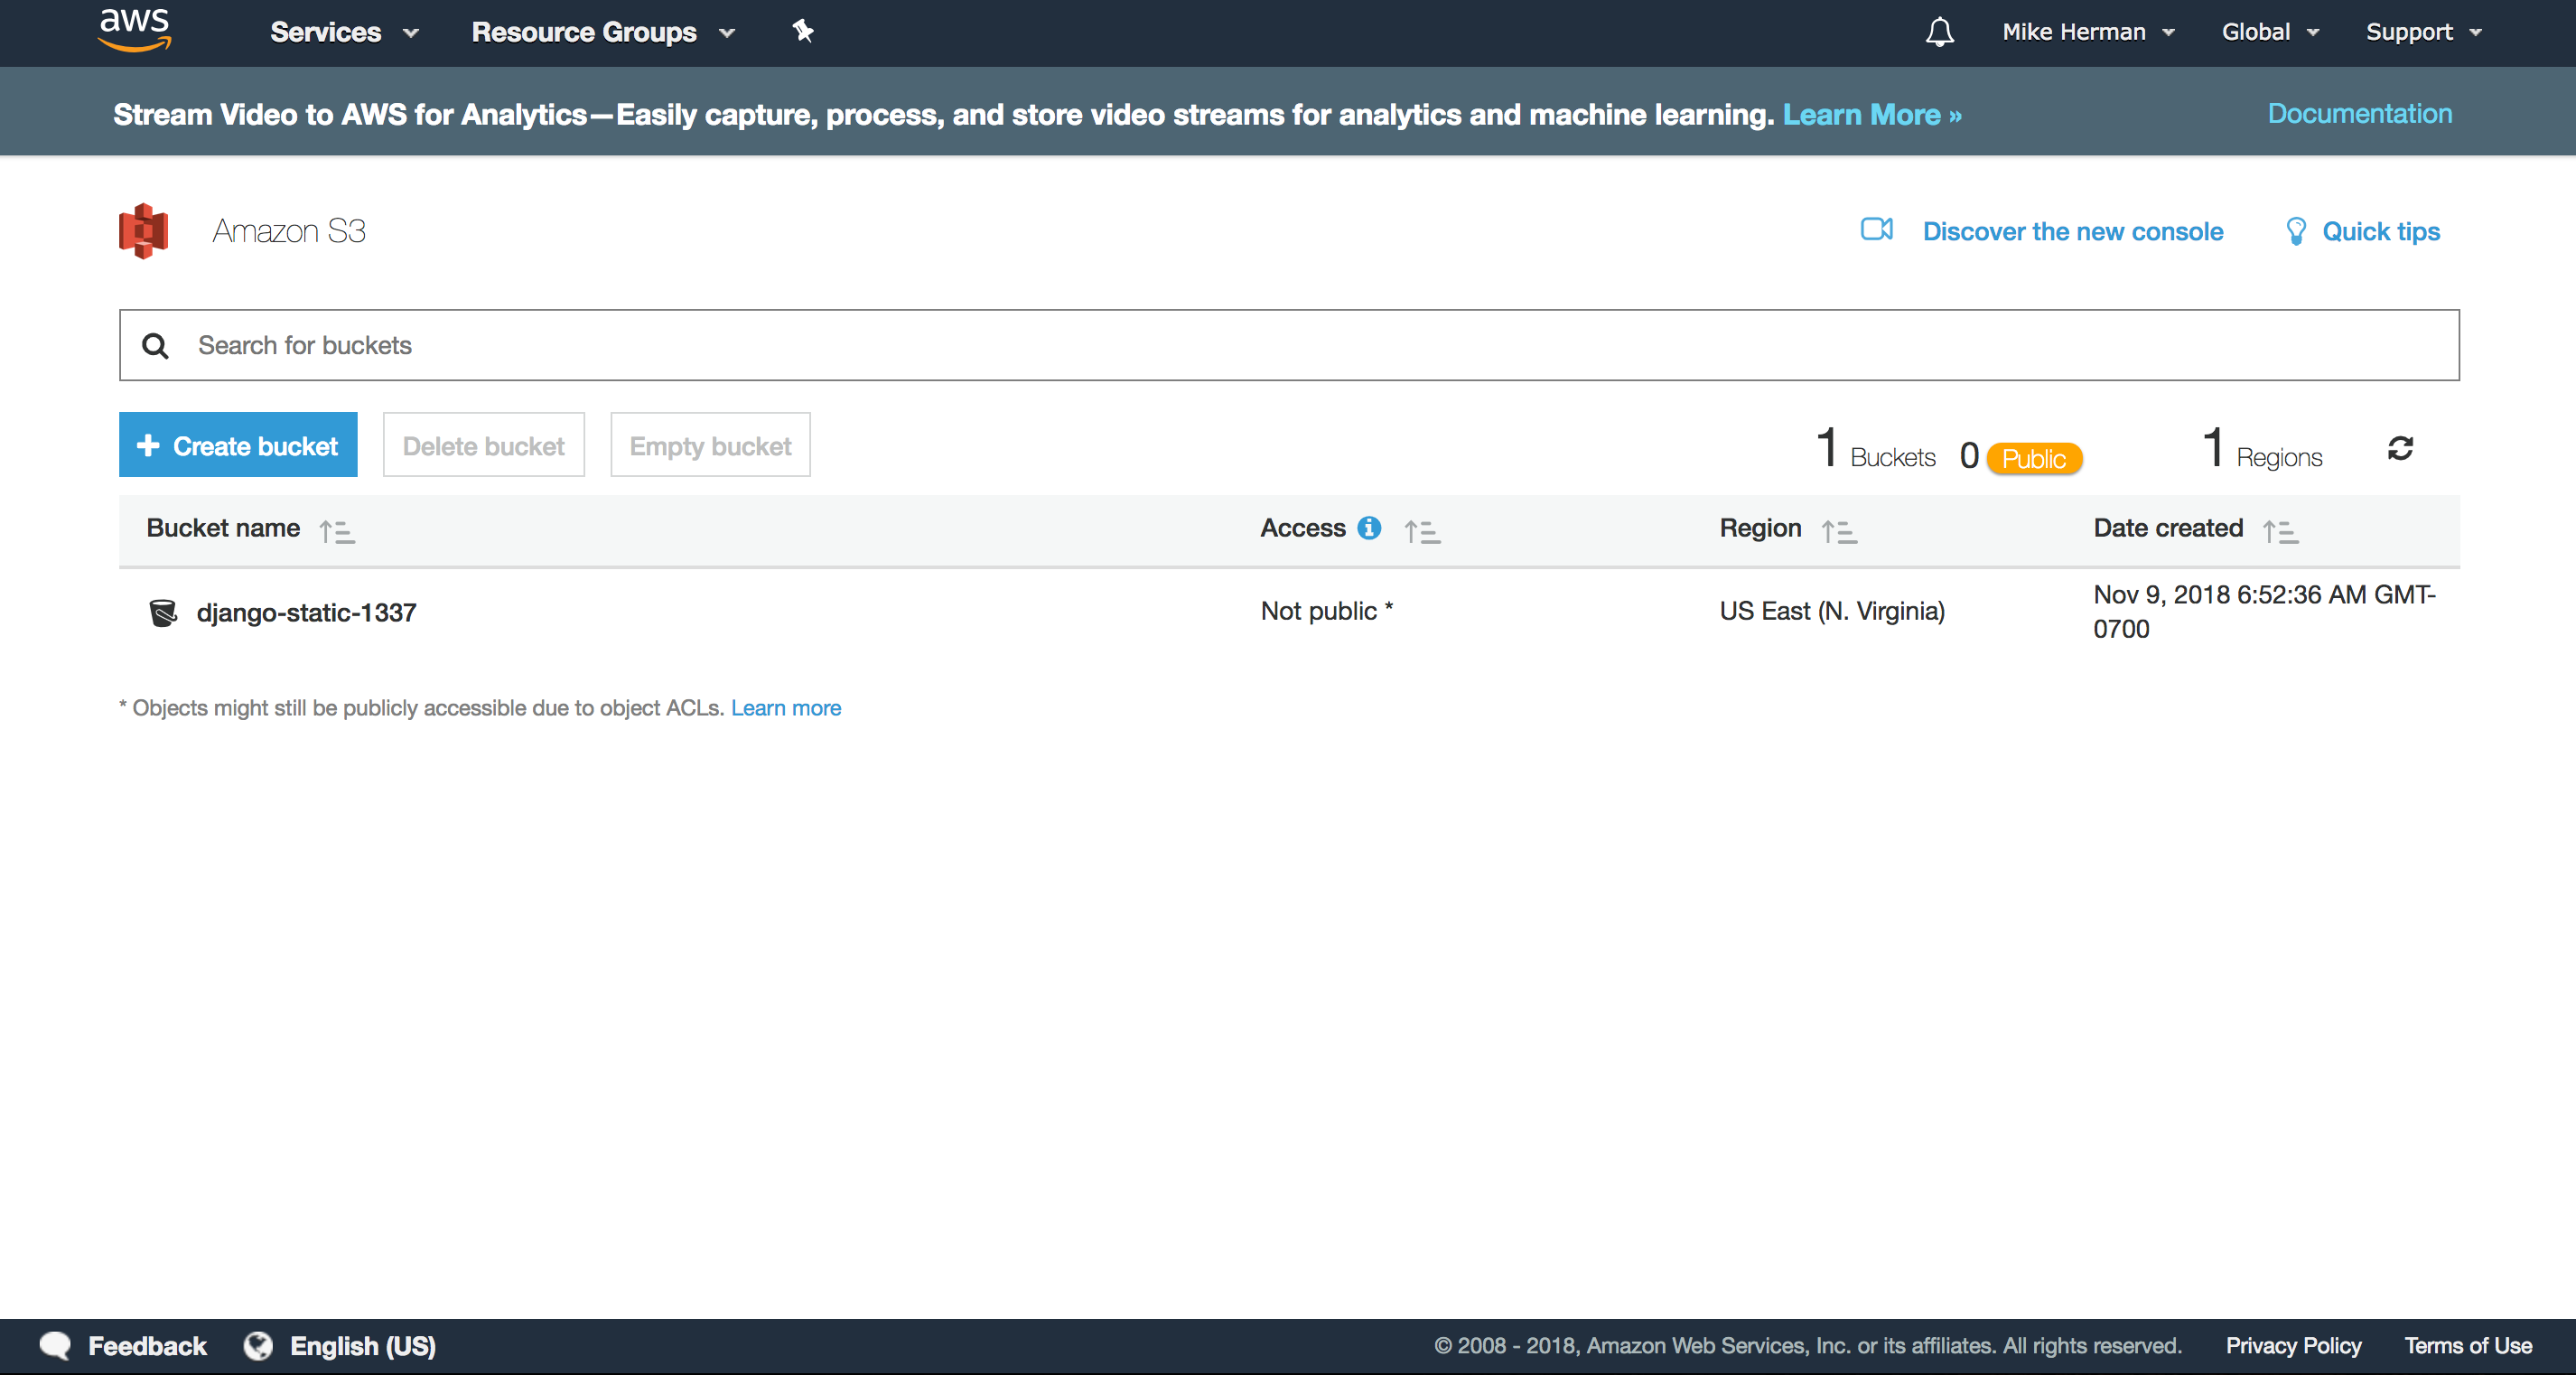 aws Services Resource Groups Mike Herman Global Support
Stream Video to AWS for Analytics—Easily capture, process, and store video streams for analytics and machine learning. Learn More » Documentation
Amazon S3 Discover the new console Quick tips
Search for buckets
Create bucket Delete bucket Empty bucket 1 Buckets 0 Public 1 Regions
Bucket name Access Region Date created
django-static-1337 Not public * US East (N. Virginia) Nov 9, 2018 6:52:36 AM GMT-
0700
* Objects might still be publicly accessible due to object ACLs. Learn more
Feedback English (US) © 2008 - 2018, Amazon Web Services, Inc. or its affiliates. All rights reserved. Privacy Policy Terms of Use